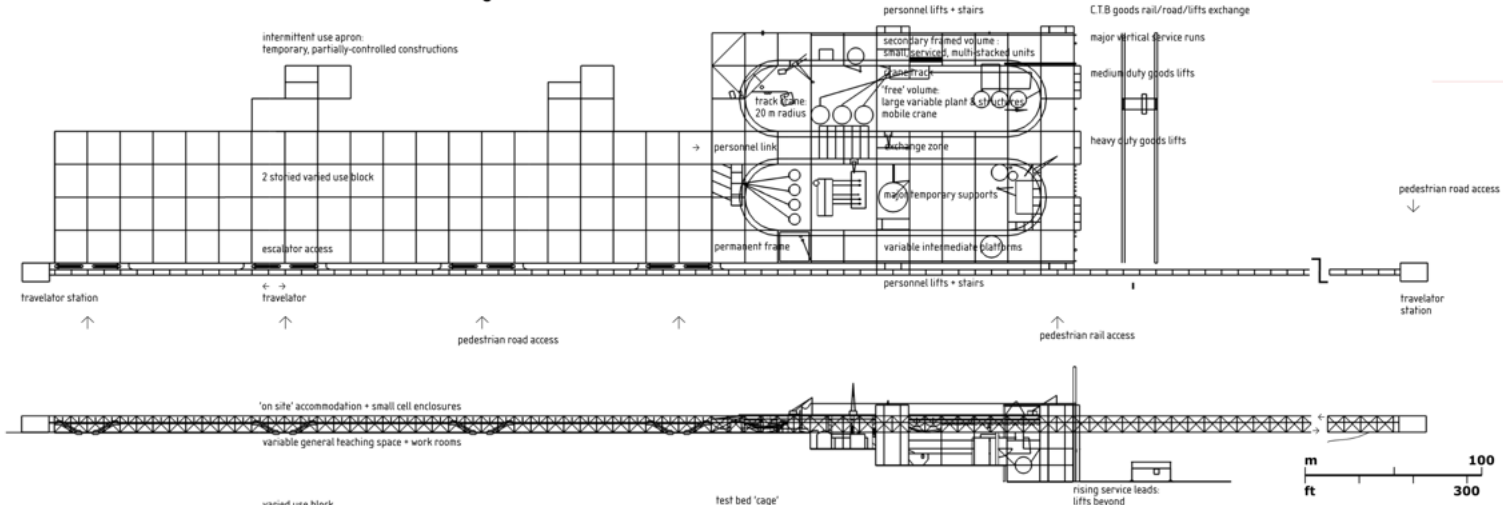 personnel lifts + stairs
C.T.B goods rail/road/lifts exchange
intermittent use apron:
temporary, partially-controlled constructions
secondary framed volume :
small, serviced, multi-stacked units
major vertical service runs
crane track
medium duty goods lifts
track crane:
20 m radius
'free' volume:
large variable plant & structures
mobile crane
personnel link
exchange zone
heavy duty goods lifts
2 storied varied use block
major temporary supports
pedestrian road access
escalator access
permanent frame
variable intermediate platforms
travelator station
travelator
personnel lifts + stairs
travelator
station
pedestrian road access
pedestrian rail access
'on site' accommodation + small cell enclosures
variable general teaching space + work rooms
m 100
ft 300
varied use block
test bed 'cage'
rising service leads:
lifts beyond